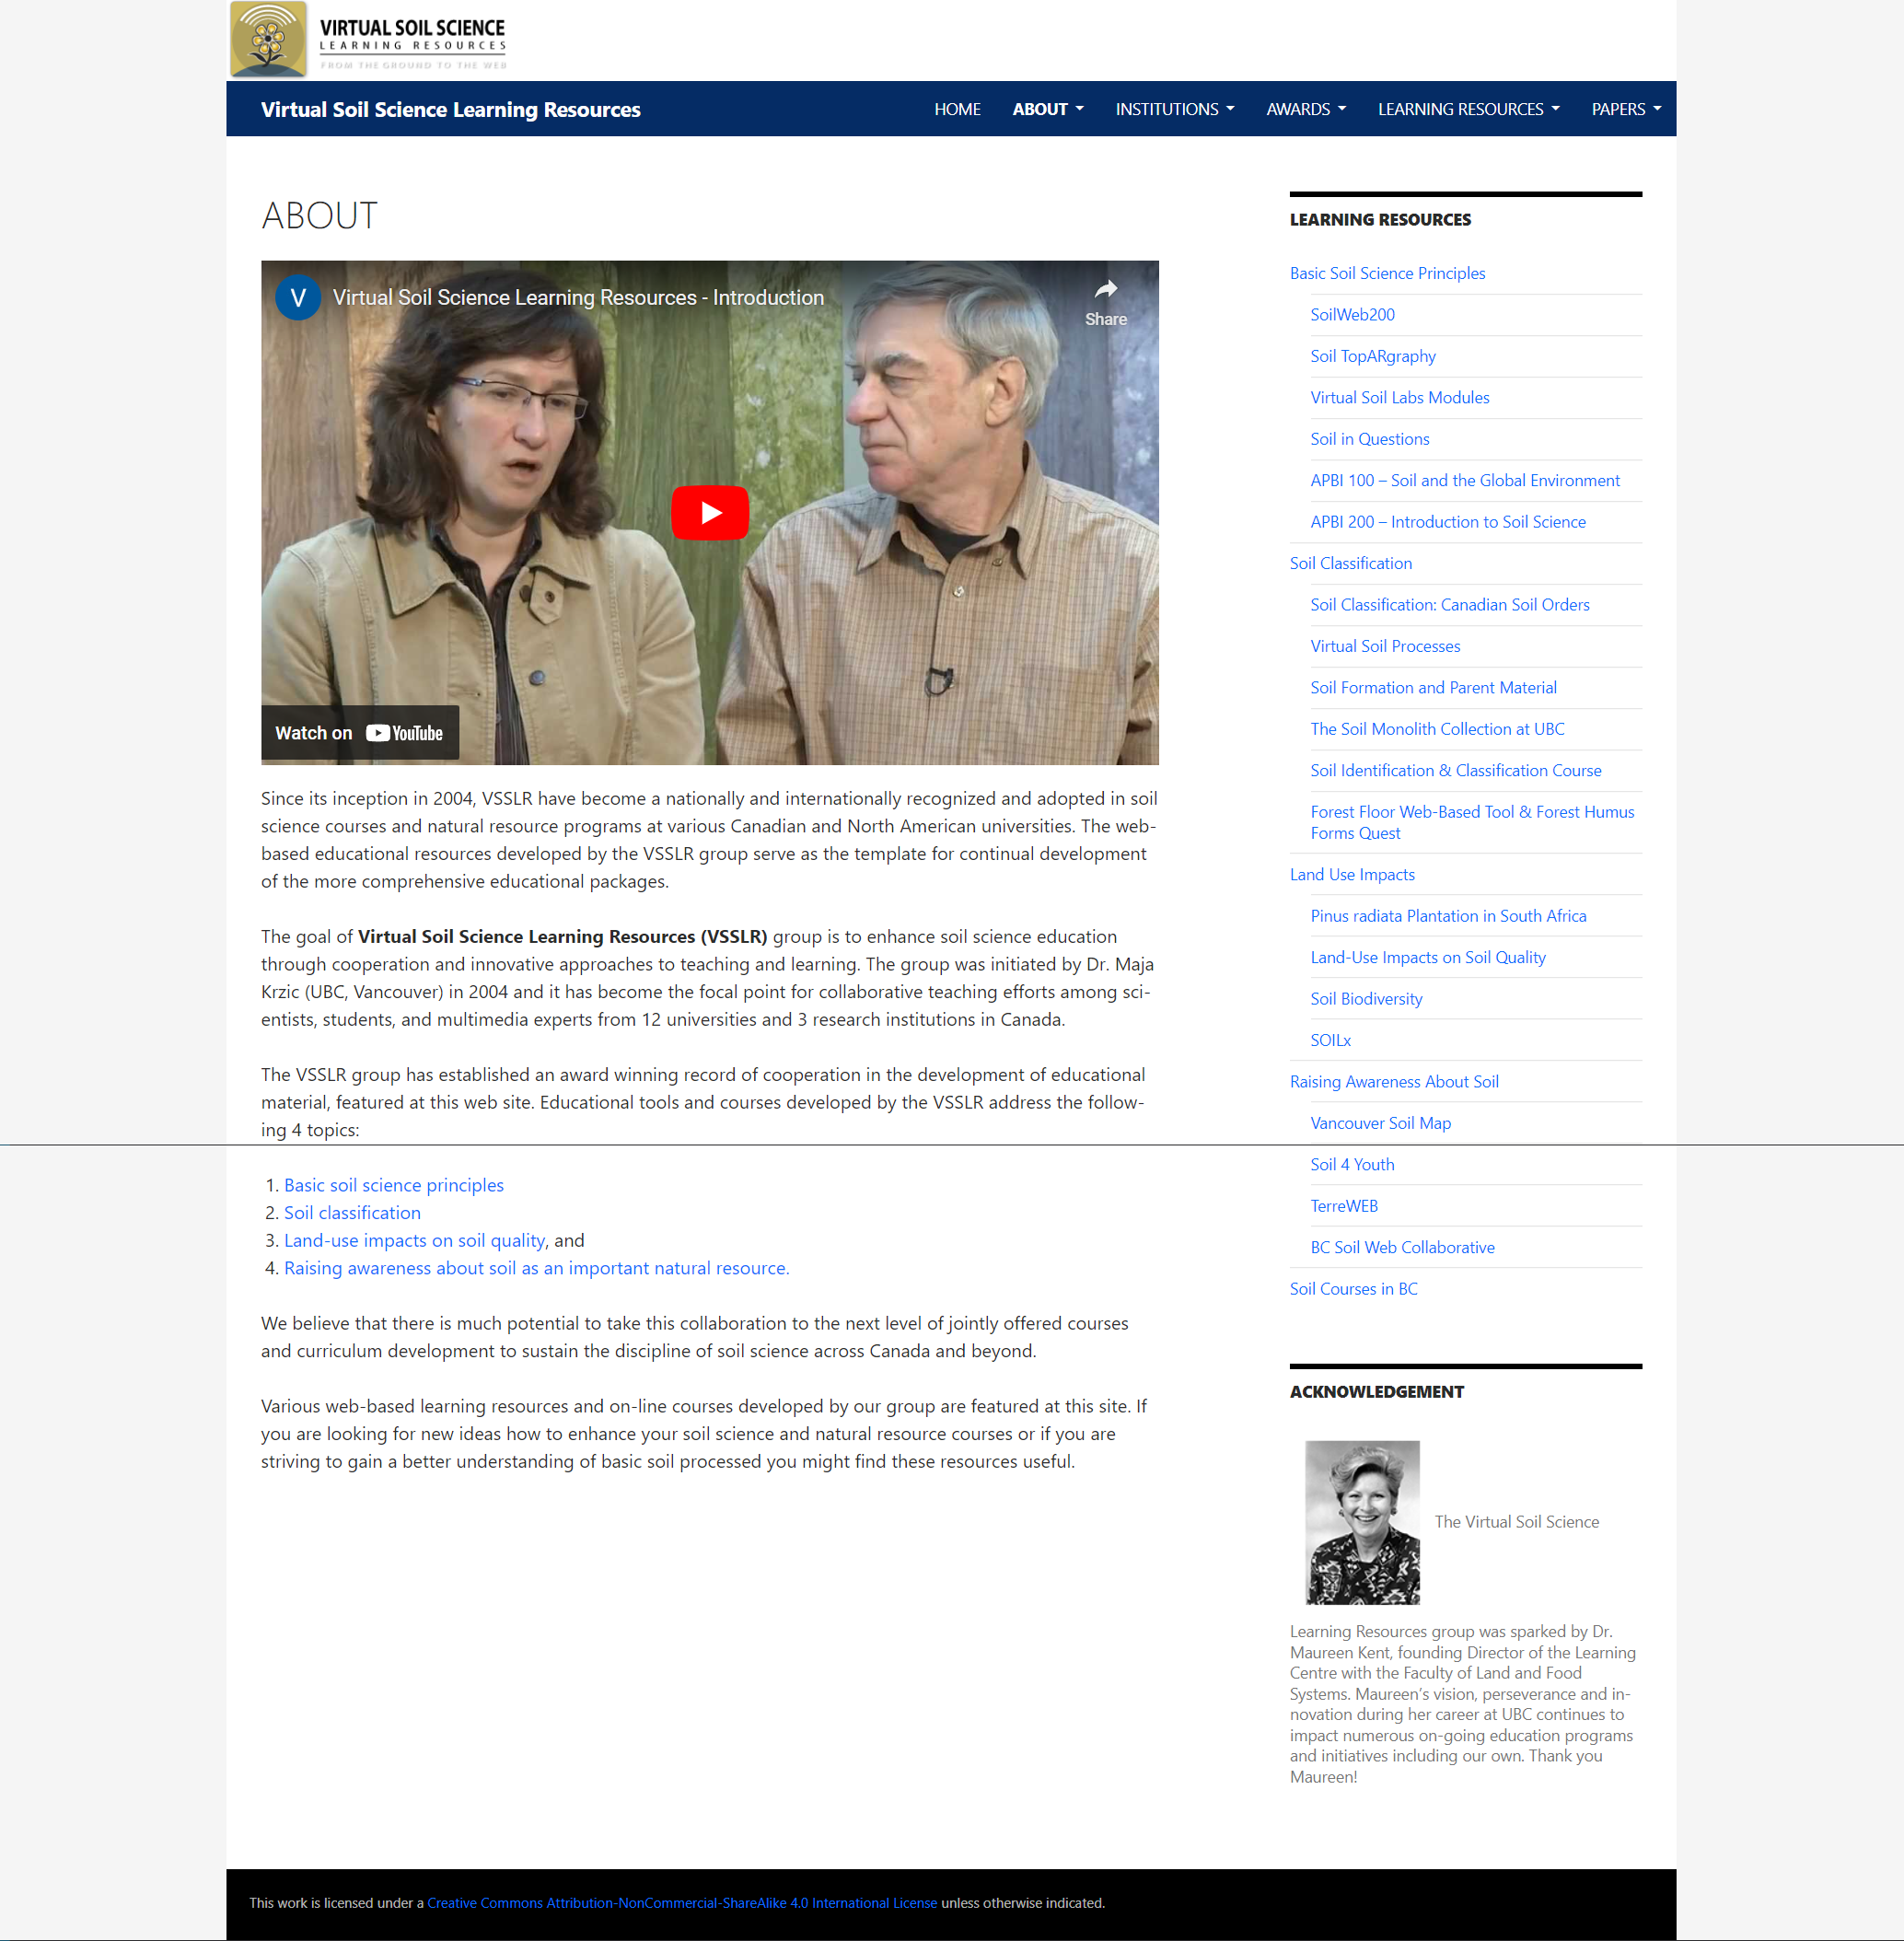 VIRTUAL SOIL SCIENCE
LEARNING RESOURCES
FROM THE GROUND TO THE WEB
Virtual Soil Science Learning Resources
HOME
ABOUT
INSTITUTIONS
AWARDS
LEARNING RESOURCES
PAPERS
ABOUT
V
Virtual Soil Science Learning Resources - Introduction
Share
Watch on YouTube
Since its inception in 2004, VSSLR have become a nationally and internationally recognized and adopted in soil
science courses and natural resource programs at various Canadian and North American universities. The web-
based educational resources developed by the VSSLR group serve as the template for continual development
of the more comprehensive educational packages.
The goal of Virtual Soil Science Learning Resources (VSSLR) group is to enhance soil science education
through cooperation and innovative approaches to teaching and learning. The group was initiated by Dr. Maja
Krzic (UBC, Vancouver) in 2004 and it has become the focal point for collaborative teaching efforts among sci-
entists, students, and multimedia experts from 12 universities and 3 research institutions in Canada.
The VSSLR group has established an award winning record of cooperation in the development of educational
material, featured at this web site. Educational tools and courses developed by the VSSLR address the follow-
ing 4 topics:
1. Basic soil science principles
2. Soil classification
3. Land-use impacts on soil quality, and
4. Raising awareness about soil as an important natural resource.
We believe that there is much potential to take this collaboration to the next level of jointly offered courses
and curriculum development to sustain the discipline of soil science across Canada and beyond.
Various web-based learning resources and on-line courses developed by our group are featured at this site. If
you are looking for new ideas how to enhance your soil science and natural resource courses or if you are
striving to gain a better understanding of basic soil processed you might find these resources useful.
LEARNING RESOURCES
Basic Soil Science Principles
SoilWeb200
Soil TopARgraphy
Virtual Soil Labs Modules
Soil in Questions
APBI 100 – Soil and the Global Environment
APBI 200 – Introduction to Soil Science
Soil Classification
Soil Classification: Canadian Soil Orders
Virtual Soil Processes
Soil Formation and Parent Material
The Soil Monolith Collection at UBC
Soil Identification & Classification Course
Forest Floor Web-Based Tool & Forest Humus
Forms Quest
Land Use Impacts
Pinus radiata Plantation in South Africa
Land-Use Impacts on Soil Quality
Soil Biodiversity
SOILx
Raising Awareness About Soil
Vancouver Soil Map
Soil 4 Youth
TerreWEB
BC Soil Web Collaborative
Soil Courses in BC
ACKNOWLEDGEMENT
The Virtual Soil Science
Learning Resources group was sparked by Dr.
Maureen Kent, founding Director of the Learning
Centre with the Faculty of Land and Food
Systems. Maureen’s vision, perseverance and in-
novation during her career at UBC continues to
impact numerous on-going education programs
and initiatives including our own. Thank you
Maureen!
This work is licensed under a Creative Commons Attribution-NonCommercial-ShareAlike 4.0 International License unless otherwise indicated.